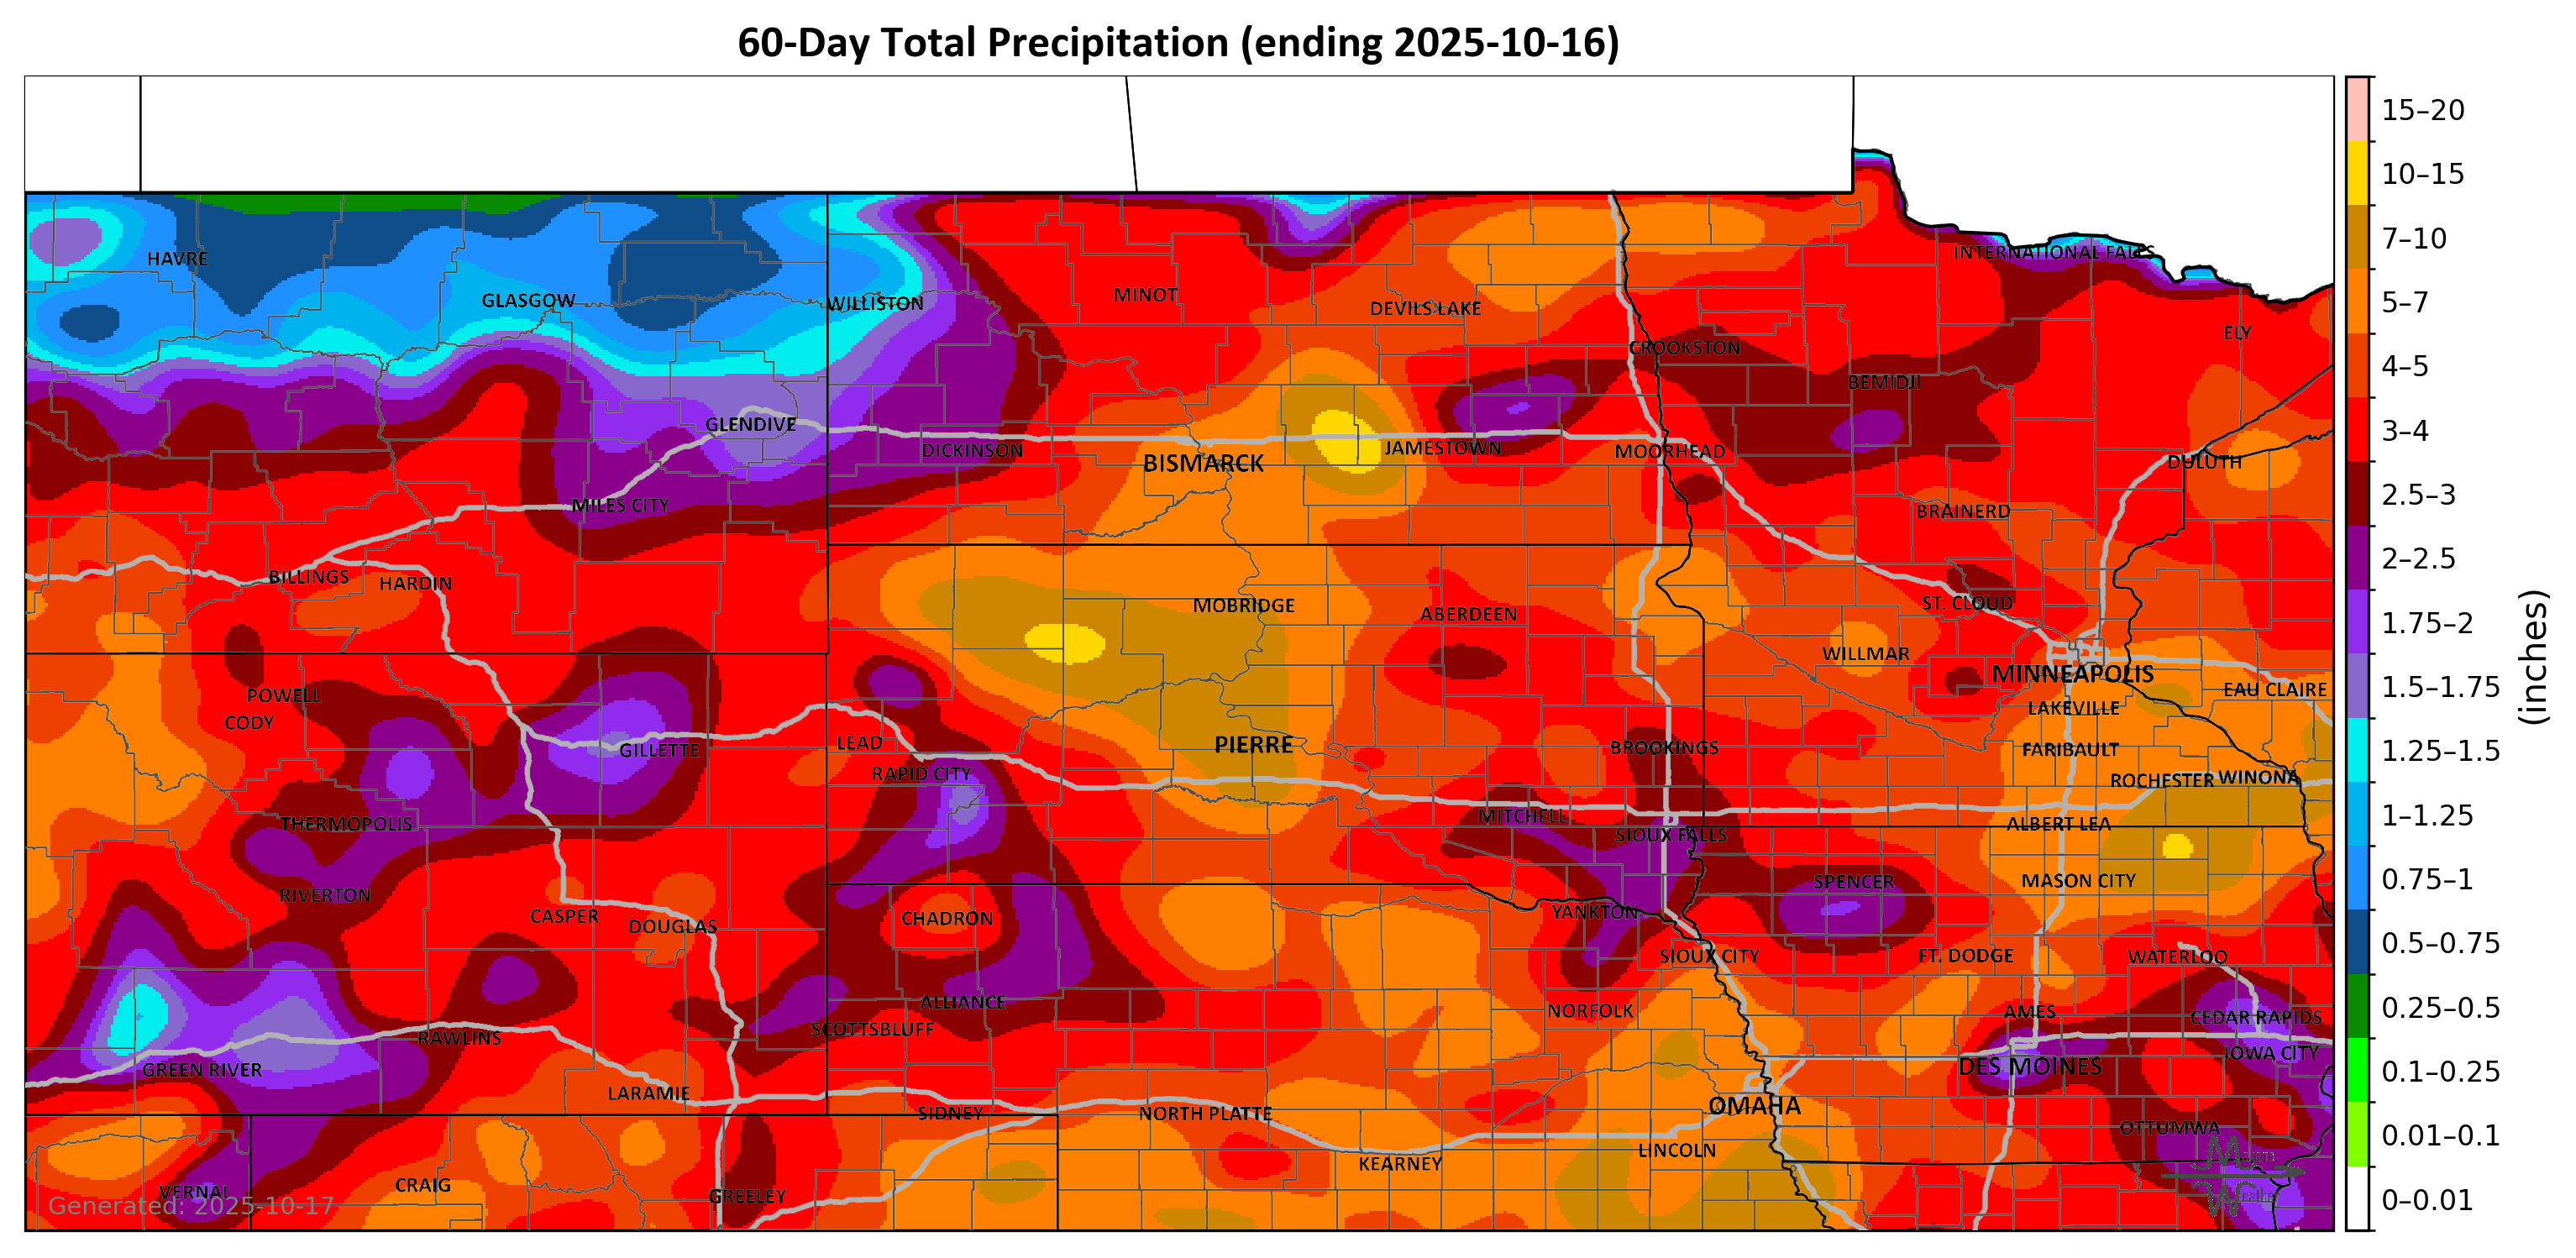 60-Day Total Precipitation (ending 2025-10-16)
15–20
10–15
7–10
5–7
4–5
3–4
2.5–3
2–2.5
1.75–2
1.5–1.75
1.25–1.5
1–1.25
0.75–1
0.5–0.75
0.25–0.5
0.1–0.25
0.01–0.1
0–0.01
(inches)
HAVRE
INTERNATIONAL FALLS
GLASGOW
WILLISTON
MINOT
DEVILS LAKE
ELY
CROOKSTON
BEMIDJI
GLENDIVE
DICKINSON
BISMARCK
JAMESTOWN
MOORHEAD
DULUTH
MILES CITY
BRAINERD
BILLINGS
HARDIN
MOBRIDGE
ABERDEEN
ST. CLOUD
WILLMAR
MINNEAPOLIS
POWELL
EAU CLAIRE
CODY
LAKEVILLE
GILLETTE
LEAD
PIERRE
BROOKINGS
FARIBAULT
RAPID CITY
ROCHESTER
WINONA
THERMOPOLIS
MITCHELL
SIOUX FALLS
ALBERT LEA
RIVERTON
SPENCER
MASON CITY
CASPER
DOUGLAS
CHADRON
YANKTON
SIOUX CITY
FT. DODGE
WATERLOO
ALLIANCE
SCOTTSBLUFF
NORFOLK
AMES
CEDAR RAPIDS
RAWLINS
GREEN RIVER
DES MOINES
IOWA CITY
LARAMIE
SIDNEY
NORTH PLATTE
OMAHA
OTTUMWA
LINCOLN
KEARNEY
VERNAL
CRAIG
GREELEY
Generated: 2025-10-17